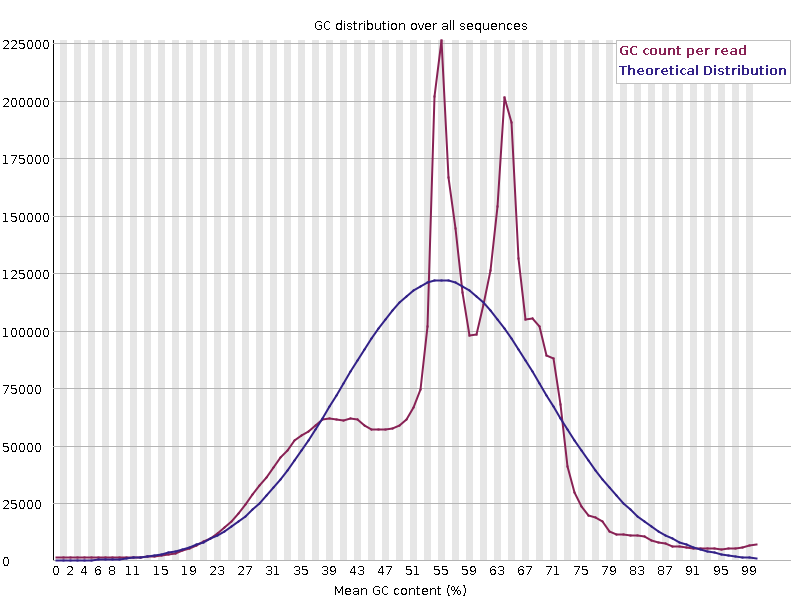 GC distribution over all sequences
GC count per read
Theoretical Distribution
225000
200000
175000
150000
125000
100000
75000
50000
25000
0
0 2 4 6 8 11 15 19 23 27 31 35 39 43 47 51 55 59 63 67 71 75 79 83 87 91 95 99
Mean GC content (%)